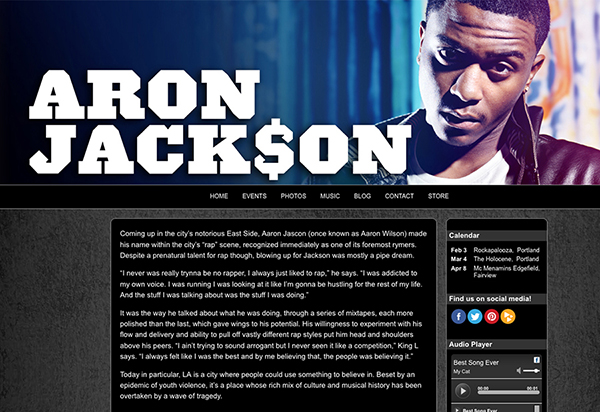 ARON
JACK$ON
HOME EVENTS PHOTOS MUSIC BLOG CONTACT STORE
Coming up in the city's notorious East Side, Aaron Jascon (once known as Aaron Wilson) made
his name within the city's "rap" scene, recognized immediately as one of its foremost rymers.
Despite a prenatural talent for rap though, blowing up for Jackson was mostly a pipe dream.
"I never was really trynna be no rapper, I always just liked to rap," he says. "I was addicted to
my own voice. I was running I was looking at it like I'm gonna be hustling for the rest of my life.
And the stuff I was talking about was the stuff I was doing."
It was the way he talked about what he was doing, through a series of mixtapes, each more
polished than the last, which gave wings to his potential. His willingness to experiment with his
flow and delivery and ability to pull off vastly different rap styles put him head and shoulders
above his peers. "I ain't trying to sound arrogant but I never seen it like a competition," King L
says. "I always felt like I was the best and by me believing that, the people was believing it."
Today in particular, LA is a city where people could use something to believe in. Beset by an
epidemic of youth violence, it's a place whose rich mix of culture and musical history has been
overtaken by a wave of tragedy.
Calendar
Feb 3 Rockapalooza, Portland
Mar 4 The Holocene, Portland
Apr 8 Mc Menamins Edgefield,
Fairview
Find us on social media!
Audio Player
Best Song Ever
My Cat
00:00 00:01
Best Song Ever